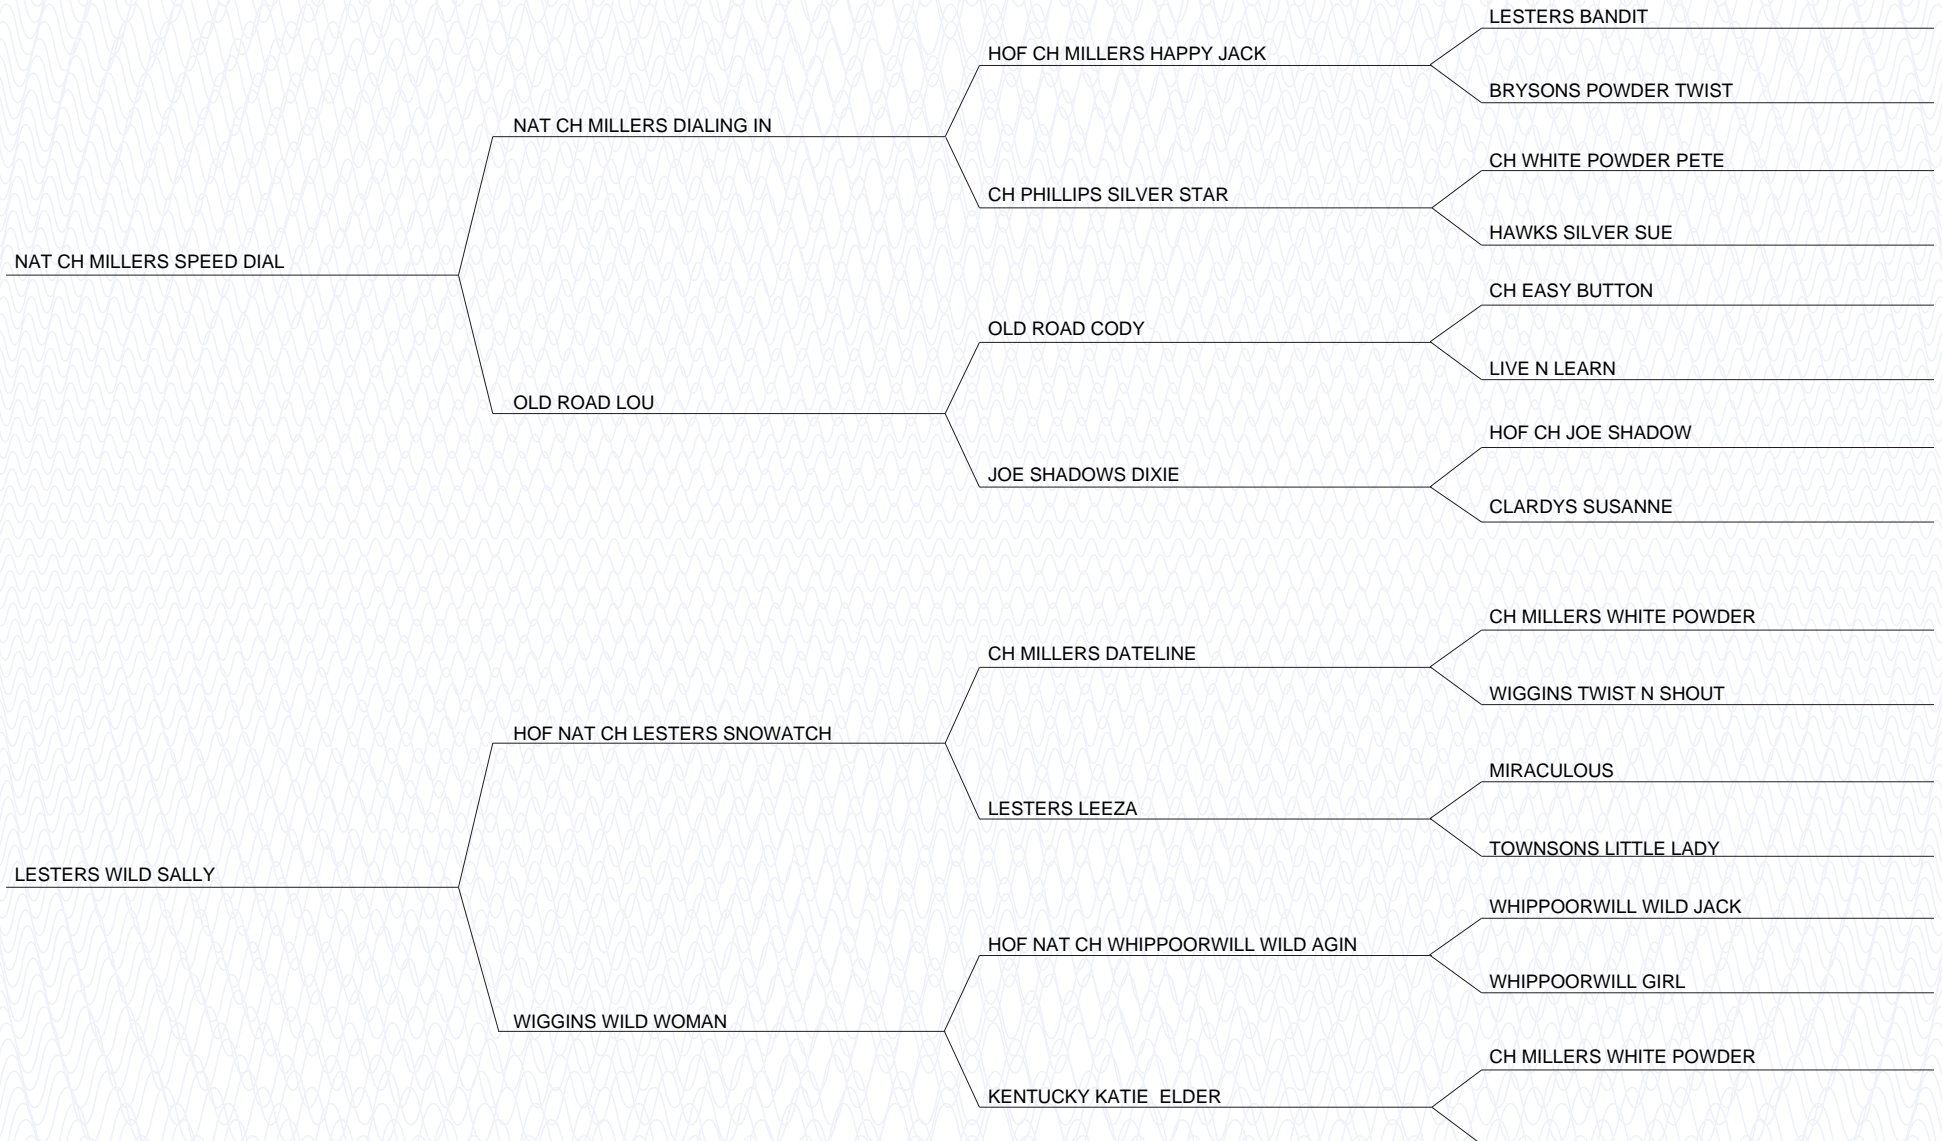 LESTERS BANDIT
HOF CH MILLERS HAPPY JACK
BRYSONS POWDER TWIST
NAT CH MILLERS DIALING IN
CH WHITE POWDER PETE
CH PHILLIPS SILVER STAR
HAWKS SILVER SUE
NAT CH MILLERS SPEED DIAL
CH EASY BUTTON
OLD ROAD CODY
LIVE N LEARN
OLD ROAD LOU
HOF CH JOE SHADOW
JOE SHADOWS DIXIE
CLARDYS SUSANNE
CH MILLERS WHITE POWDER
CH MILLERS DATELINE
WIGGINS TWIST N SHOUT
HOF NAT CH LESTERS SNOWATCH
MIRACULOUS
LESTERS LEEZA
TOWNSONS LITTLE LADY
LESTERS WILD SALLY
WHIPPOORWILL WILD JACK
HOF NAT CH WHIPPOORWILL WILD AGIN
WHIPPOORWILL GIRL
WIGGINS WILD WOMAN
CH MILLERS WHITE POWDER
KENTUCKY KATIE  ELDER